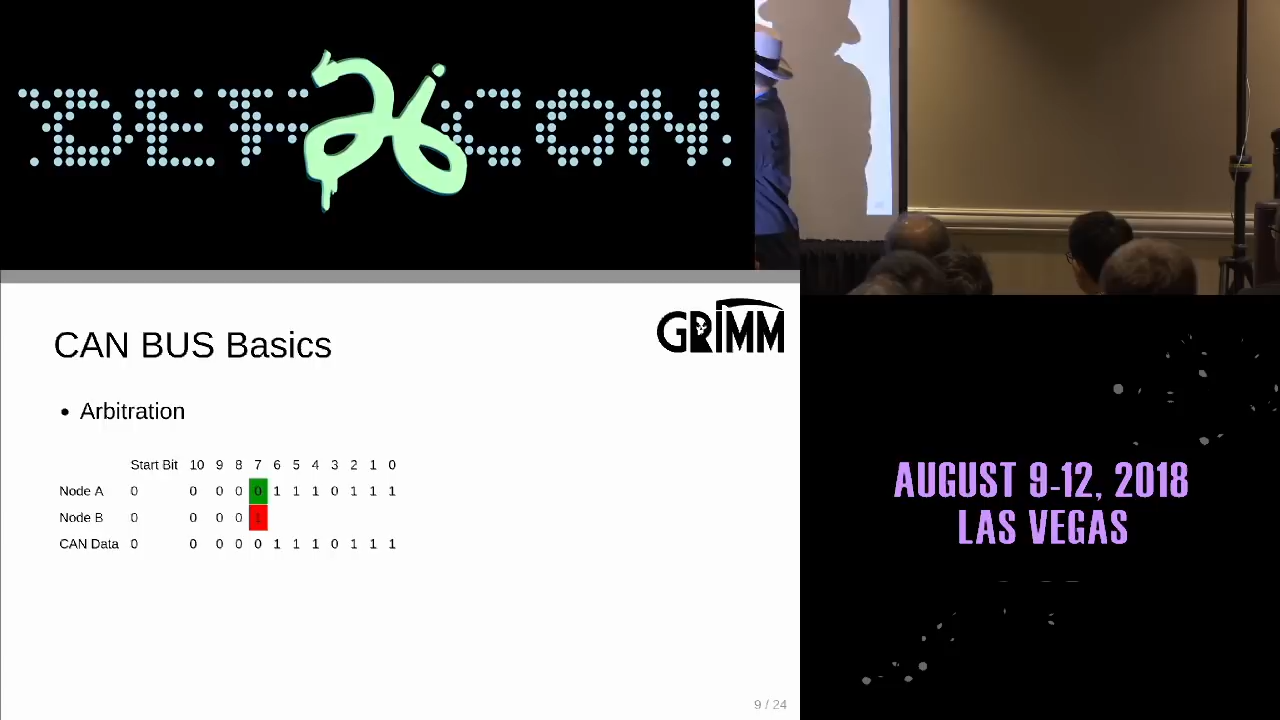 DEF 26 CON
CAN BUS Basics
GRIMM
• Arbitration
Start Bit 10 9 8 7 6 5 4 3 2 1 0
Node A 0 0 0 0 0 1 1 1 0 1 1 1
Node B 0 0 0 0 1
CAN Data 0 0 0 0 0 1 1 1 0 1 1 1
9 / 24
AUGUST 9-12, 2018
LAS VEGAS